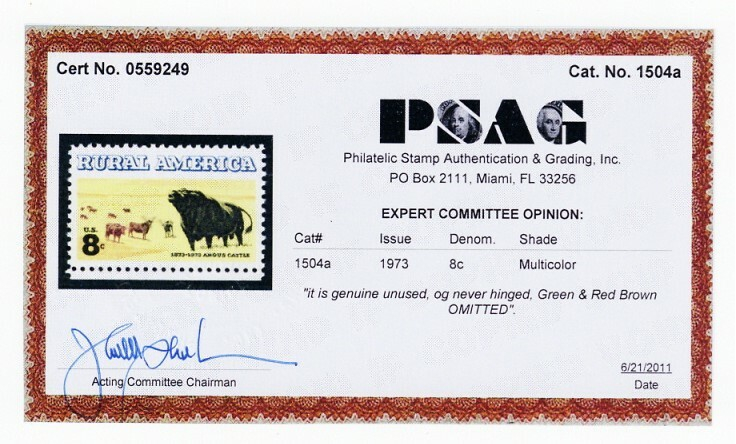 Cert No. 0559249
Cat. No. 1504a
PSAG
Philatelic Stamp Authentication & Grading, Inc.
PO Box 2111, Miami, FL 33256
RURAL AMERICA
U.S.
8c
1873-1973 ANGUS CATTLE
EXPERT COMMITTEE OPINION:
Cat# Issue Denom. Shade
1504a 1973 8c Multicolor
"it is genuine unused, og never hinged, Green & Red Brown
OMITTED".
Acting Committee Chairman
6/21/2011
Date